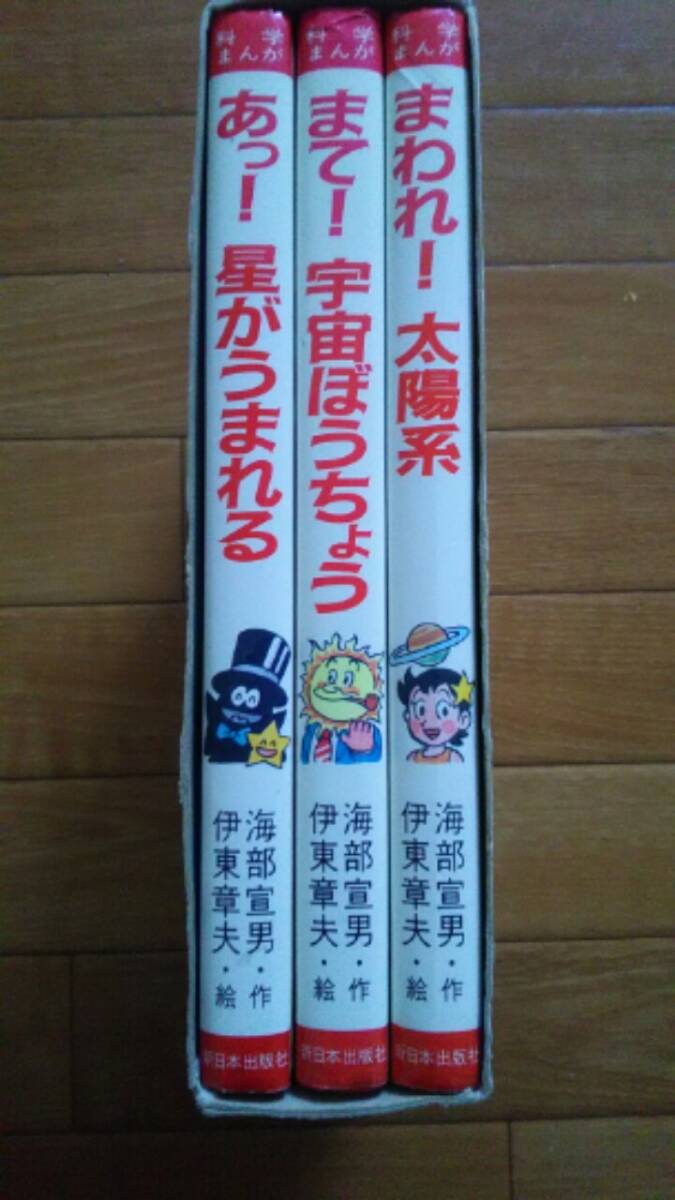 科学まんが
まわれ！ 太陽系
海部宣男・作
伊東章夫・絵
新日本出版社
科学まんが
まて！ 宇宙ぼうちょう
海部宣男・作
伊東章夫・絵
新日本出版社
科学まんが
あっ！ 星がうまれる
海部宣男・作
伊東章夫・絵
新日本出版社